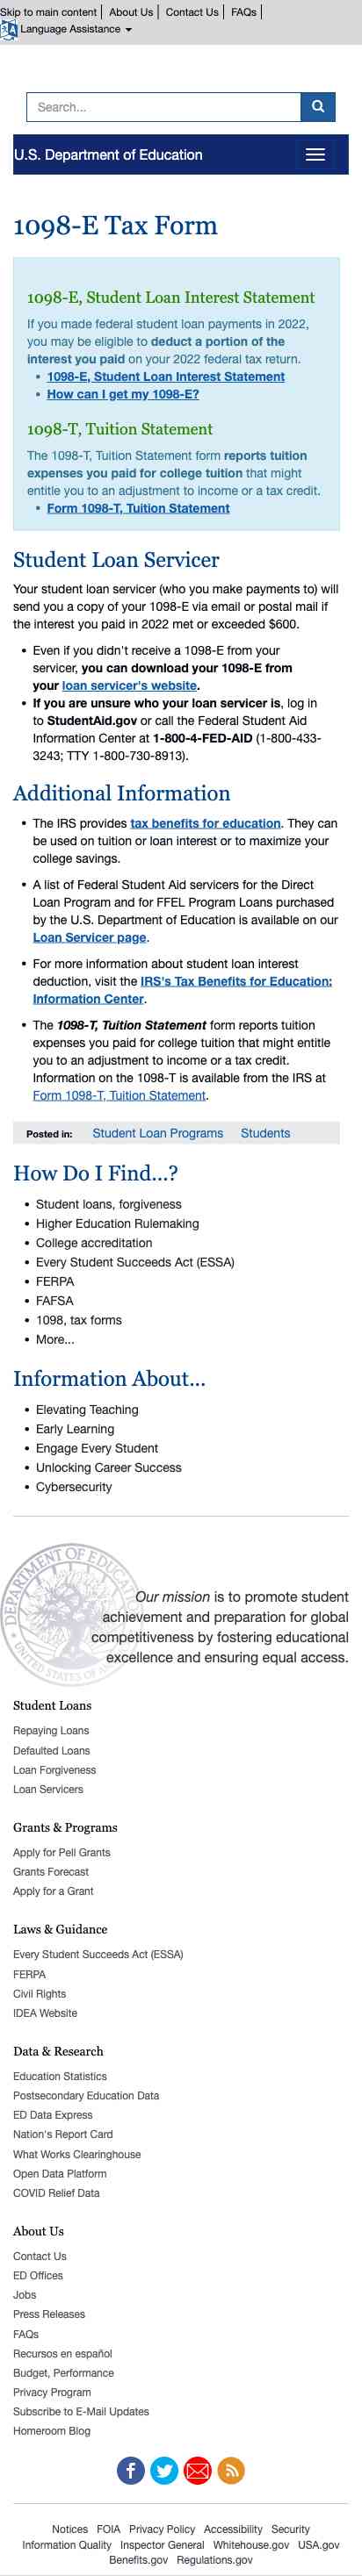 Skip to main content | About Us | Contact Us | FAQs |
Language Assistance
Search...
U.S. Department of Education
1098-E Tax Form
1098-E, Student Loan Interest Statement
If you made federal student loan payments in 2022,
you may be eligible to deduct a portion of the
interest you paid on your 2022 federal tax return.
• 1098-E, Student Loan Interest Statement
• How can I get my 1098-E?
1098-T, Tuition Statement
The 1098-T, Tuition Statement form reports tuition
expenses you paid for college tuition that might
entitle you to an adjustment to income or a tax credit.
• Form 1098-T, Tuition Statement
Student Loan Servicer
Your student loan servicer (who you make payments to) will
send you a copy of your 1098-E via email or postal mail if
the interest you paid in 2022 met or exceeded $600.
• Even if you didn't receive a 1098-E from your
servicer, you can download your 1098-E from
your loan servicer's website.
• If you are unsure who your loan servicer is, log in
to StudentAid.gov or call the Federal Student Aid
Information Center at 1-800-4-FED-AID (1-800-433-
3243; TTY 1-800-730-8913).
Additional Information
• The IRS provides tax benefits for education. They can
be used on tuition or loan interest or to maximize your
college savings.
• A list of Federal Student Aid servicers for the Direct
Loan Program and for FFEL Program Loans purchased
by the U.S. Department of Education is available on our
Loan Servicer page.
• For more information about student loan interest
deduction, visit the IRS's Tax Benefits for Education:
Information Center.
• The 1098-T, Tuition Statement form reports tuition
expenses you paid for college tuition that might entitle
you to an adjustment to income or a tax credit.
Information on the 1098-T is available from the IRS at
Form 1098-T, Tuition Statement.
Posted in: Student Loan Programs Students
How Do I Find...?
• Student loans, forgiveness
• Higher Education Rulemaking
• College accreditation
• Every Student Succeeds Act (ESSA)
• FERPA
• FAFSA
• 1098, tax forms
• More...
Information About...
• Elevating Teaching
• Early Learning
• Engage Every Student
• Unlocking Career Success
• Cybersecurity
DEPARTMENT OF EDUCATION
UNITED STATES OF AMERICA
Our mission is to promote student
achievement and preparation for global
competitiveness by fostering educational
excellence and ensuring equal access.
Student Loans
Repaying Loans
Defaulted Loans
Loan Forgiveness
Loan Servicers
Grants & Programs
Apply for Pell Grants
Grants Forecast
Apply for a Grant
Laws & Guidance
Every Student Succeeds Act (ESSA)
FERPA
Civil Rights
IDEA Website
Data & Research
Education Statistics
Postsecondary Education Data
ED Data Express
Nation's Report Card
What Works Clearinghouse
Open Data Platform
COVID Relief Data
About Us
Contact Us
ED Offices
Jobs
Press Releases
FAQs
Recursos en español
Budget, Performance
Privacy Program
Subscribe to E-Mail Updates
Homeroom Blog
Notices FOIA Privacy Policy Accessibility Security
Information Quality Inspector General Whitehouse.gov USA.gov
Benefits.gov Regulations.gov